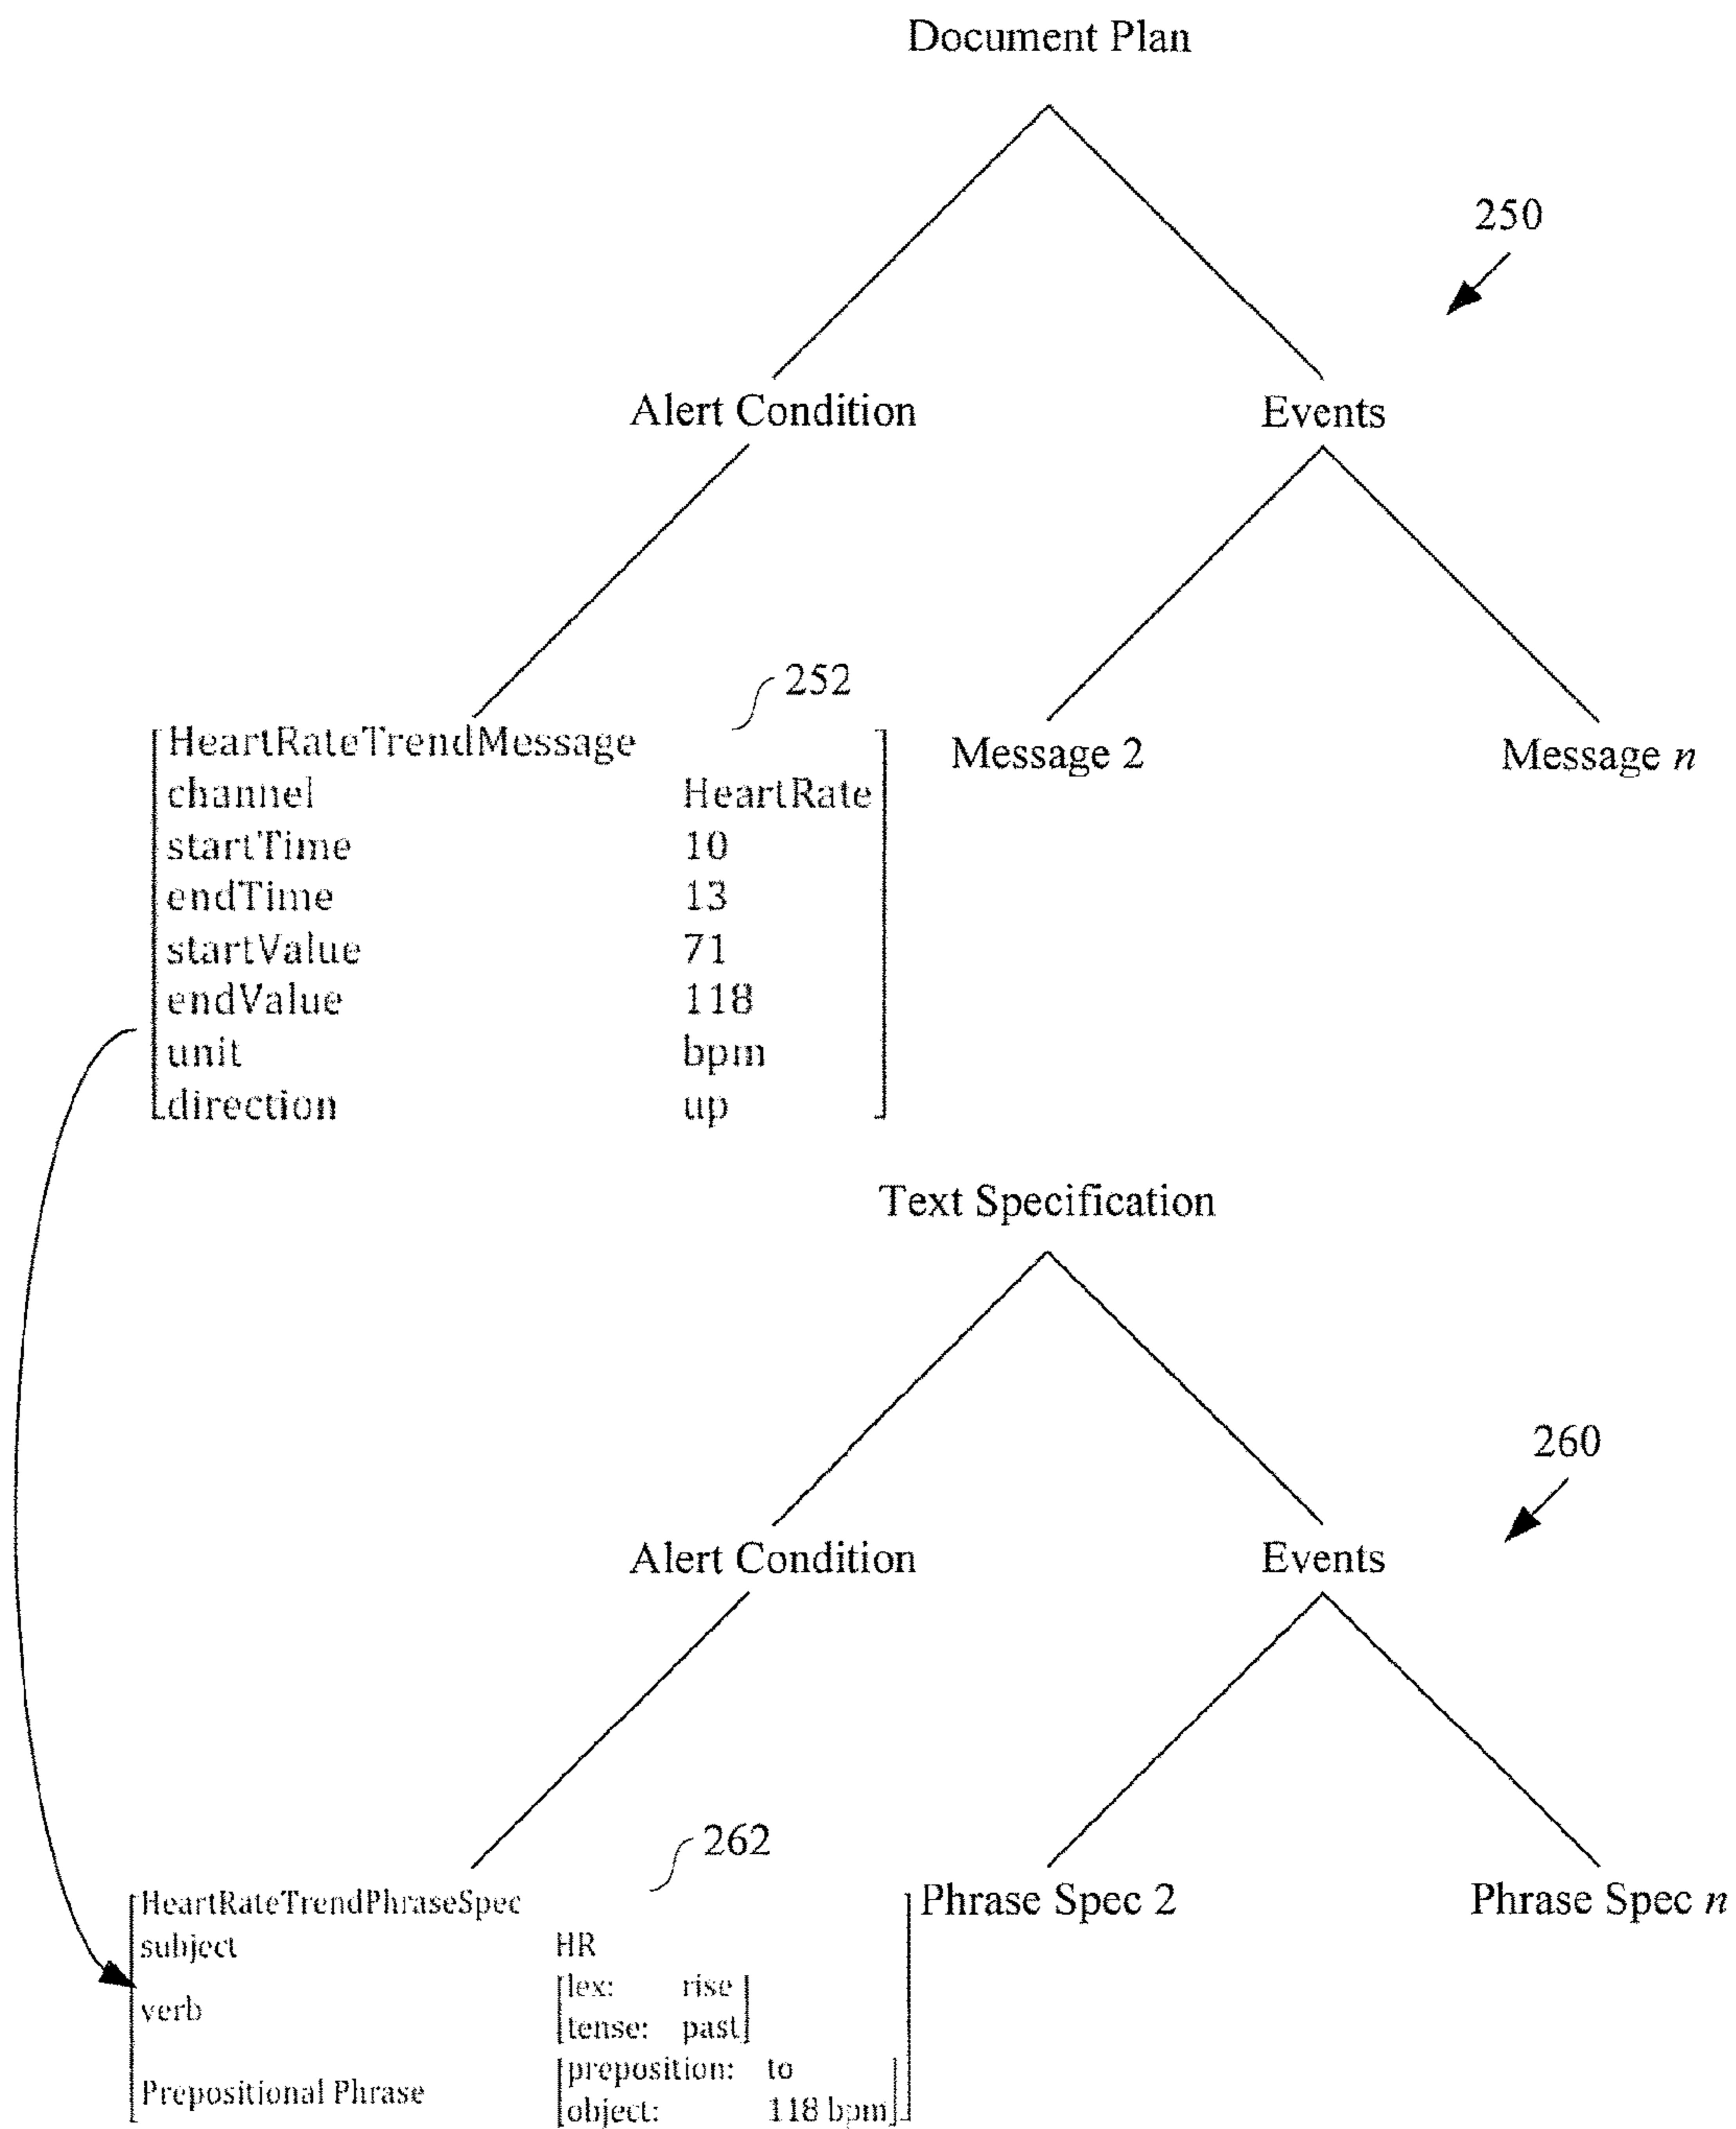 Document Plan
250
Alert Condition Events
252
HeartRateTrendMessage Message 2 Message n
channel HeartRate
startTime 10
endTime 13
startValue 71
endValue 118
unit bpm
direction up
Text Specification
260
Alert Condition Events
262
HeartRateTrendPhraseSpec Phrase Spec 2 Phrase Spec n
subject HR
lex: rise
verb
tense: past
preposition: to
Prepositional Phrase
object: 118 bpm